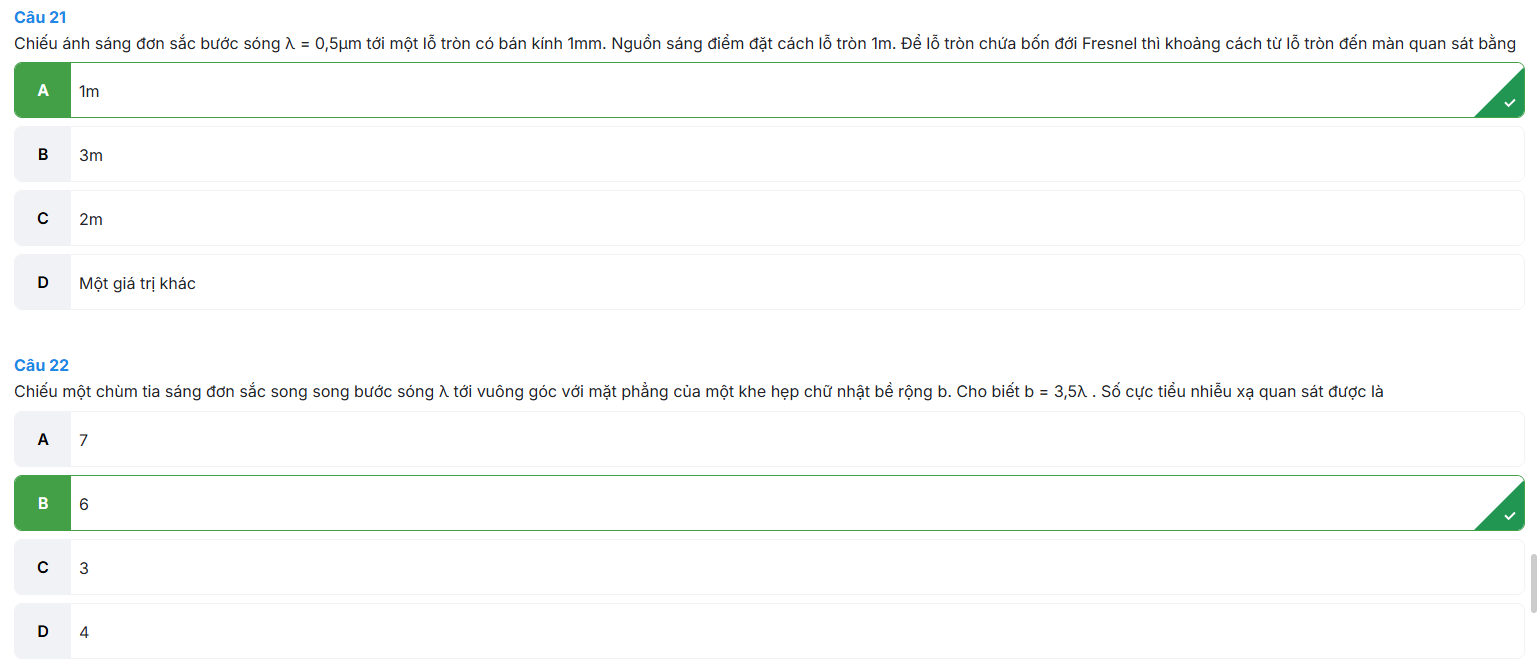 Câu 21
Chiếu ánh sáng đơn sắc bước sóng λ = 0,5μm tới một lỗ tròn có bán kính 1mm. Nguồn sáng điểm đặt cách lỗ tròn 1m. Để lỗ tròn chứa bốn đới Fresnel thì khoảng cách từ lỗ tròn đến màn quan sát bằng
A 1m
B 3m
C 2m
D Một giá trị khác
Câu 22
Chiếu một chùm tia sáng đơn sắc song song bước sóng λ tới vuông góc với mặt phẳng của một khe hẹp chữ nhật bề rộng b. Cho biết b = 3,5λ . Số cực tiểu nhiễu xạ quan sát được là
A 7
B 6
C 3
D 4